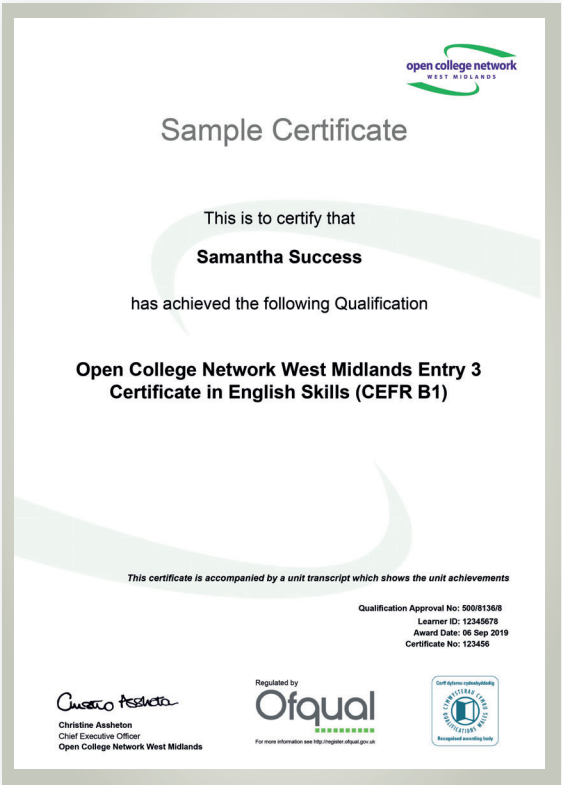 open college network
WEST MIDLANDS
Sample Certificate
This is to certify that
Samantha Success
has achieved the following Qualification
Open College Network West Midlands Entry 3
Certificate in English Skills (CEFR B1)
This certificate is accompanied by a unit transcript which shows the unit achievements
Qualification Approval No: 500/8136/8
Learner ID: 12345678
Award Date: 06 Sep 2019
Certificate No: 123456
Christine Assheton
Chief Executive Officer
Open College Network West Midlands
Regulated by
Ofqual
For more information see http://register.ofqual.gov.uk
Corff dyfarnu cydnabyddedig
CYMWYSTERAU CYMRU
QUALIFICATIONS WALES
Recognised awarding body